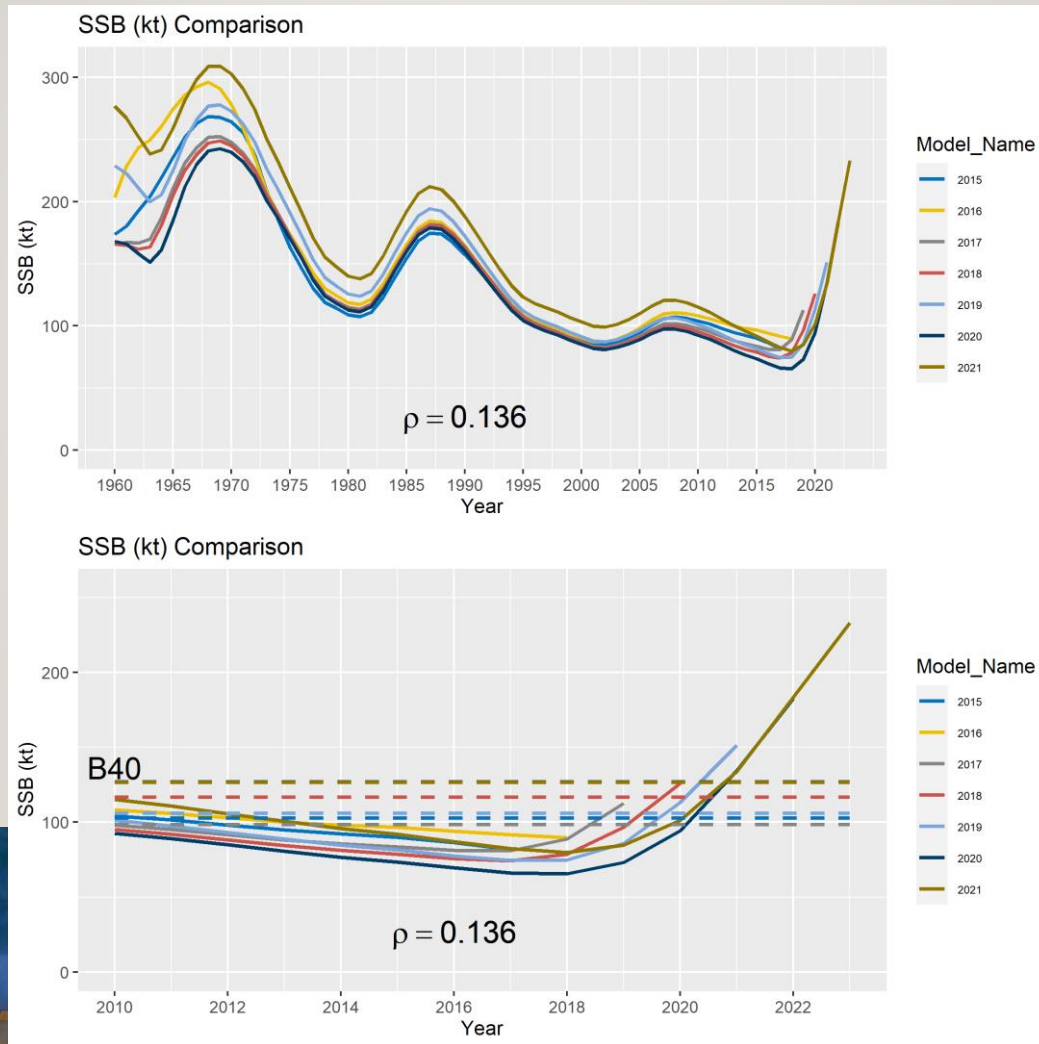 SSB (kt) Comparison
300
200
100
0
SSB (kt)
ρ = 0.136
1960 1965 1970 1975 1980 1985 1990 1995 2000 2005 2010 2015 2020
Year
Model_Name
2015
2016
2017
2018
2019
2020
2021
SSB (kt) Comparison
200
100
0
SSB (kt)
B40
ρ = 0.136
2010 2012 2014 2016 2018 2020 2022
Year
Model_Name
2015
2016
2017
2018
2019
2020
2021